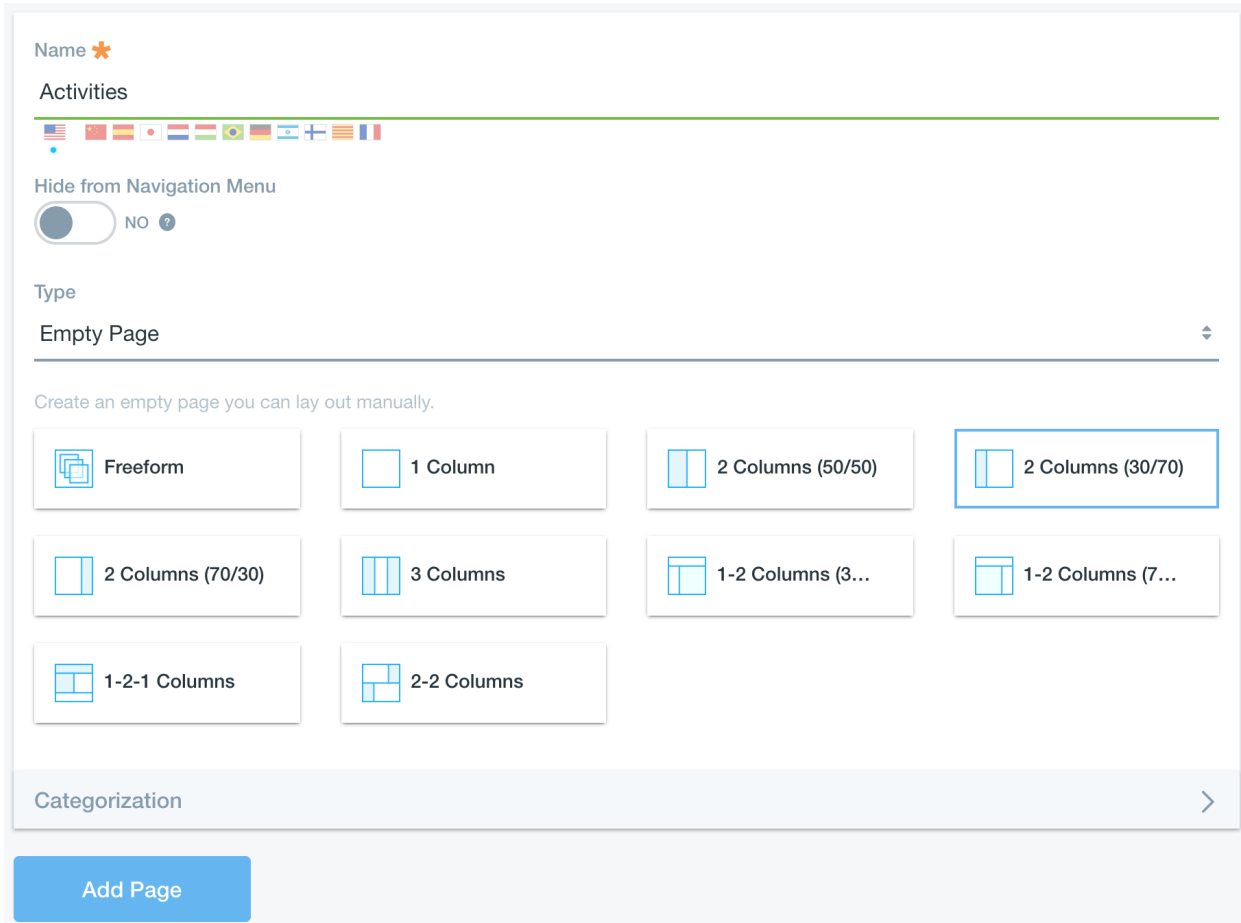 Name *
Activities
Hide from Navigation Menu
NO ?
Type
Empty Page
Create an empty page you can lay out manually.
Freeform
1 Column
2 Columns (50/50)
2 Columns (30/70)
2 Columns (70/30)
3 Columns
1-2 Columns (3...
1-2 Columns (7...
1-2-1 Columns
2-2 Columns
Categorization
Add Page